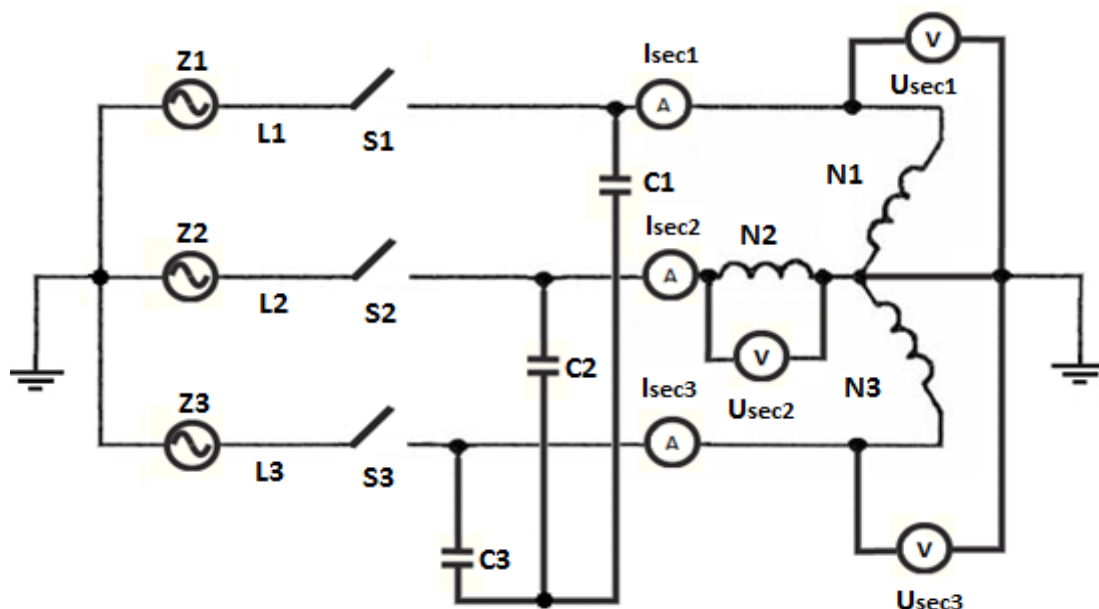 Z1
L1
S1
Isec1
A
V
Usec1
C1
N1
Z2
L2
S2
Isec2
A
N2
C2
V
Usec2
Z3
L3
S3
Isec3
A
N3
C3
V
Usec3